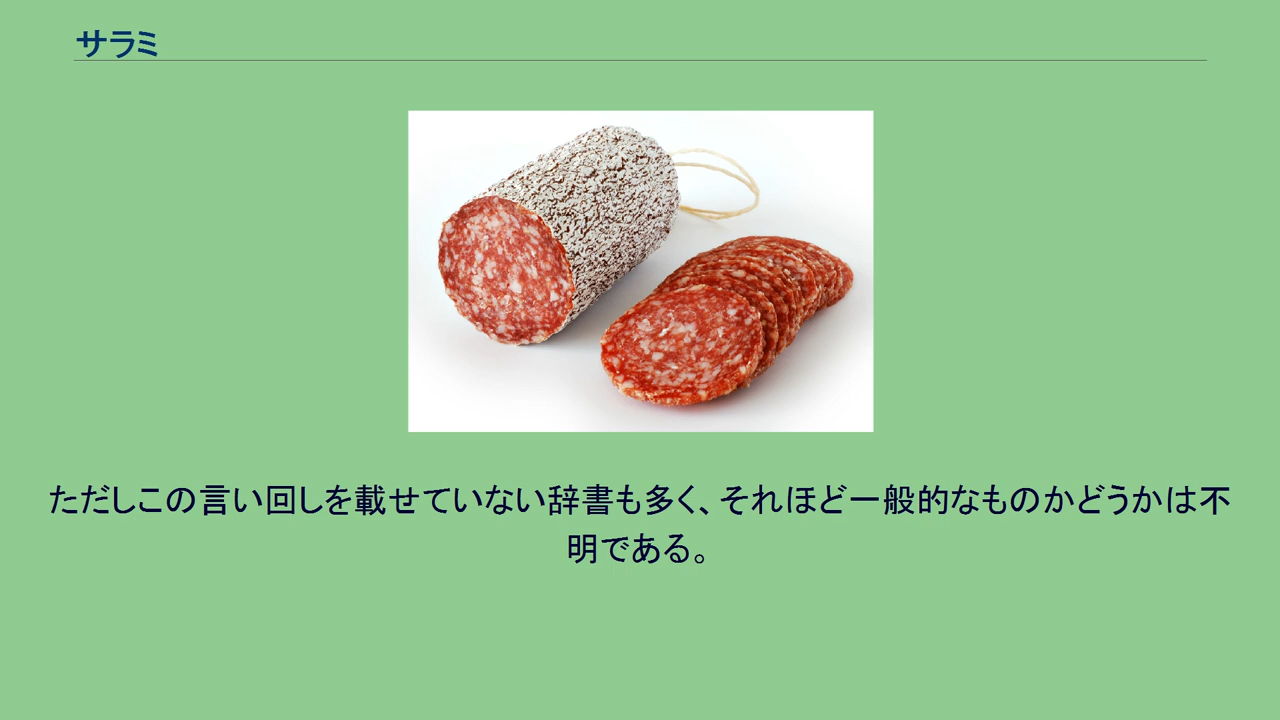 サラミ
ただしこの言い回しを載せていない辞書も多く、それほど一般的なものかどうかは不
明である。